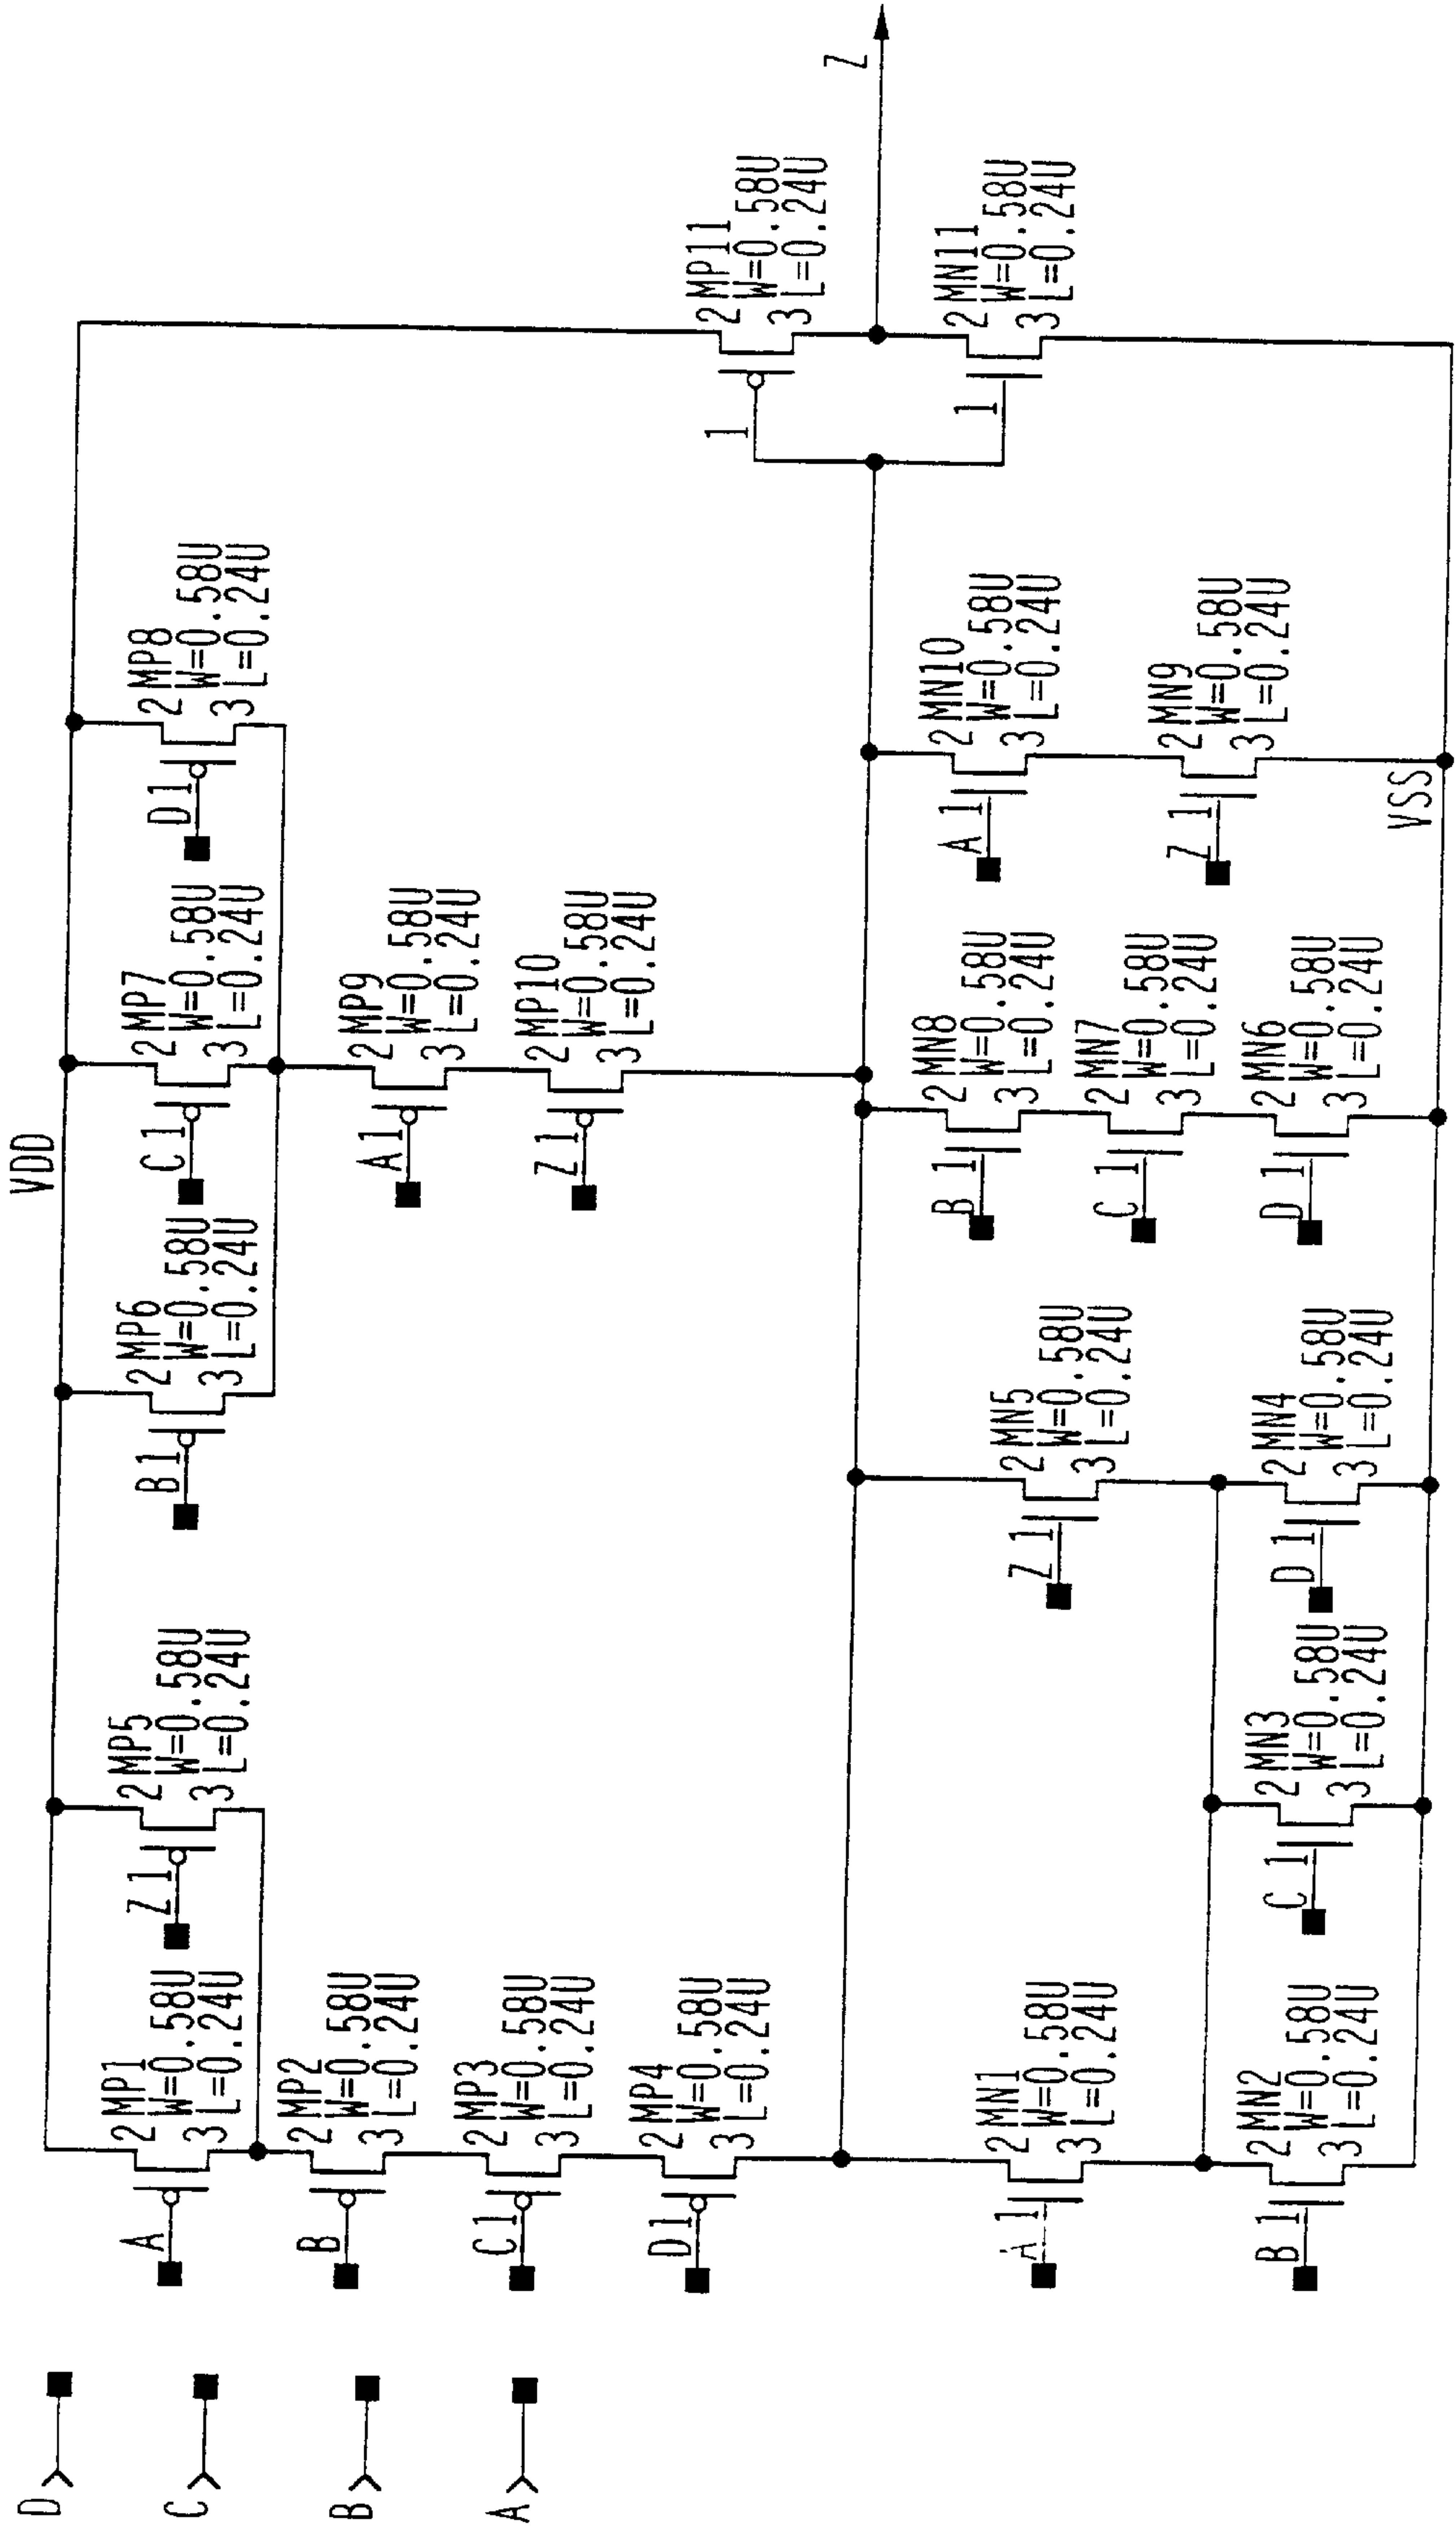 D
C
B
A
VDD
A
2
MP1
W=0.58U
3
L=0.24U
Z 1
2
MP5
W=0.58U
3
L=0.24U
B 1
2
MP6
W=0.58U
3
L=0.24U
C 1
2
MP7
W=0.58U
3
L=0.24U
D 1
2
MP8
W=0.58U
3
L=0.24U
B
2
MP2
W=0.58U
3
L=0.24U
C1
2
MP3
W=0.58U
3
L=0.24U
D1
2
MP4
W=0.58U
3
L=0.24U
A1
2
MP9
W=0.58U
3
L=0.24U
Z 1
2
MP10
W=0.58U
3
L=0.24U
1
2
MP11
W=0.58U
3
L=0.24U
Z
1
2
MN11
W=0.58U
3
L=0.24U
A 1
2
MN1
W=0.58U
3
L=0.24U
Z 1
2
MN5
W=0.58U
3
L=0.24U
B 1
2
MN8
W=0.58U
3
L=0.24U
C 1
2
MN7
W=0.58U
3
L=0.24U
D 1
2
MN6
W=0.58U
3
L=0.24U
A 1
2
MN10
W=0.58U
3
L=0.24U
Z 1
2
MN9
W=0.58U
3
L=0.24U
B 1
2
MN2
W=0.58U
3
L=0.24U
C 1
2
MN3
W=0.58U
3
L=0.24U
D 1
2
MN4
W=0.58U
3
L=0.24U
VSS